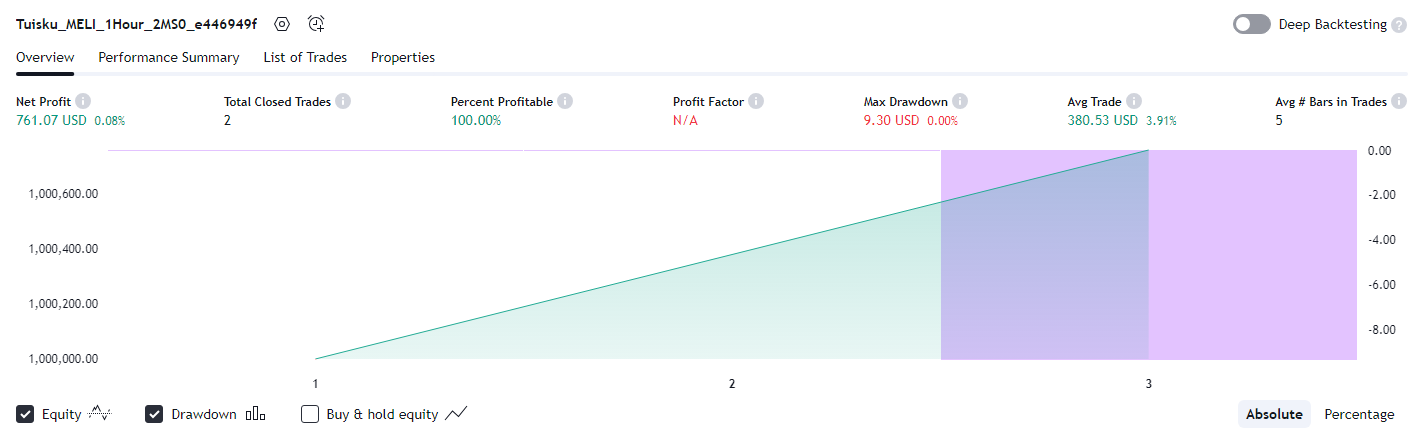 Tuisku_MELI_1Hour_2MS0_e446949f
Deep Backtesting ?
Overview Performance Summary List of Trades Properties
Net Profit Total Closed Trades Percent Profitable Profit Factor Max Drawdown Avg Trade Avg # Bars in Trades
761.07 USD 0.08% 2 100.00% N/A 9.30 USD 0.00% 380.53 USD 3.91% 5
0.00
1,000,600.00 -2.00
1,000,400.00 -4.00
1,000,200.00 -6.00
1,000,000.00 -8.00
1 2 3
Equity Drawdown Buy & hold equity Absolute Percentage